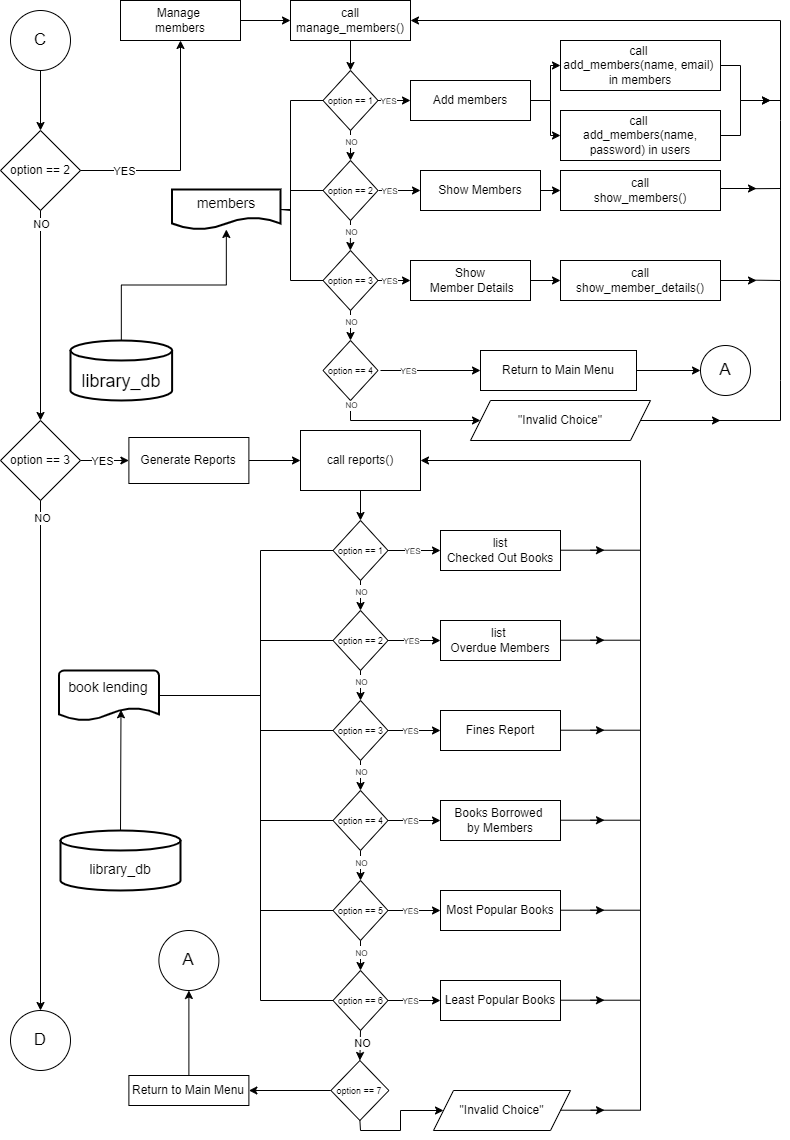 C
Manage
members
call
manage_members()
option == 1
YES
Add members
call
add_members(name, email)
in members
call
add_members(name,
password) in users
NO
option == 2
YES
NO
members
option == 2
YES
Show Members
call
show_members()
NO
option == 3
YES
Show
Member Details
call
show_member_details()
NO
library_db
option == 4
YES
Return to Main Menu
A
NO
"Invalid Choice"
option == 3
YES
Generate Reports
call reports()
NO
option == 1
YES
list
Checked Out Books
NO
option == 2
YES
list
Overdue Members
NO
book lending
option == 3
YES
Fines Report
NO
option == 4
YES
Books Borrowed
by Members
NO
library_db
option == 5
YES
Most Popular Books
NO
A
option == 6
YES
Least Popular Books
NO
D
option == 7
Return to Main Menu
"Invalid Choice"